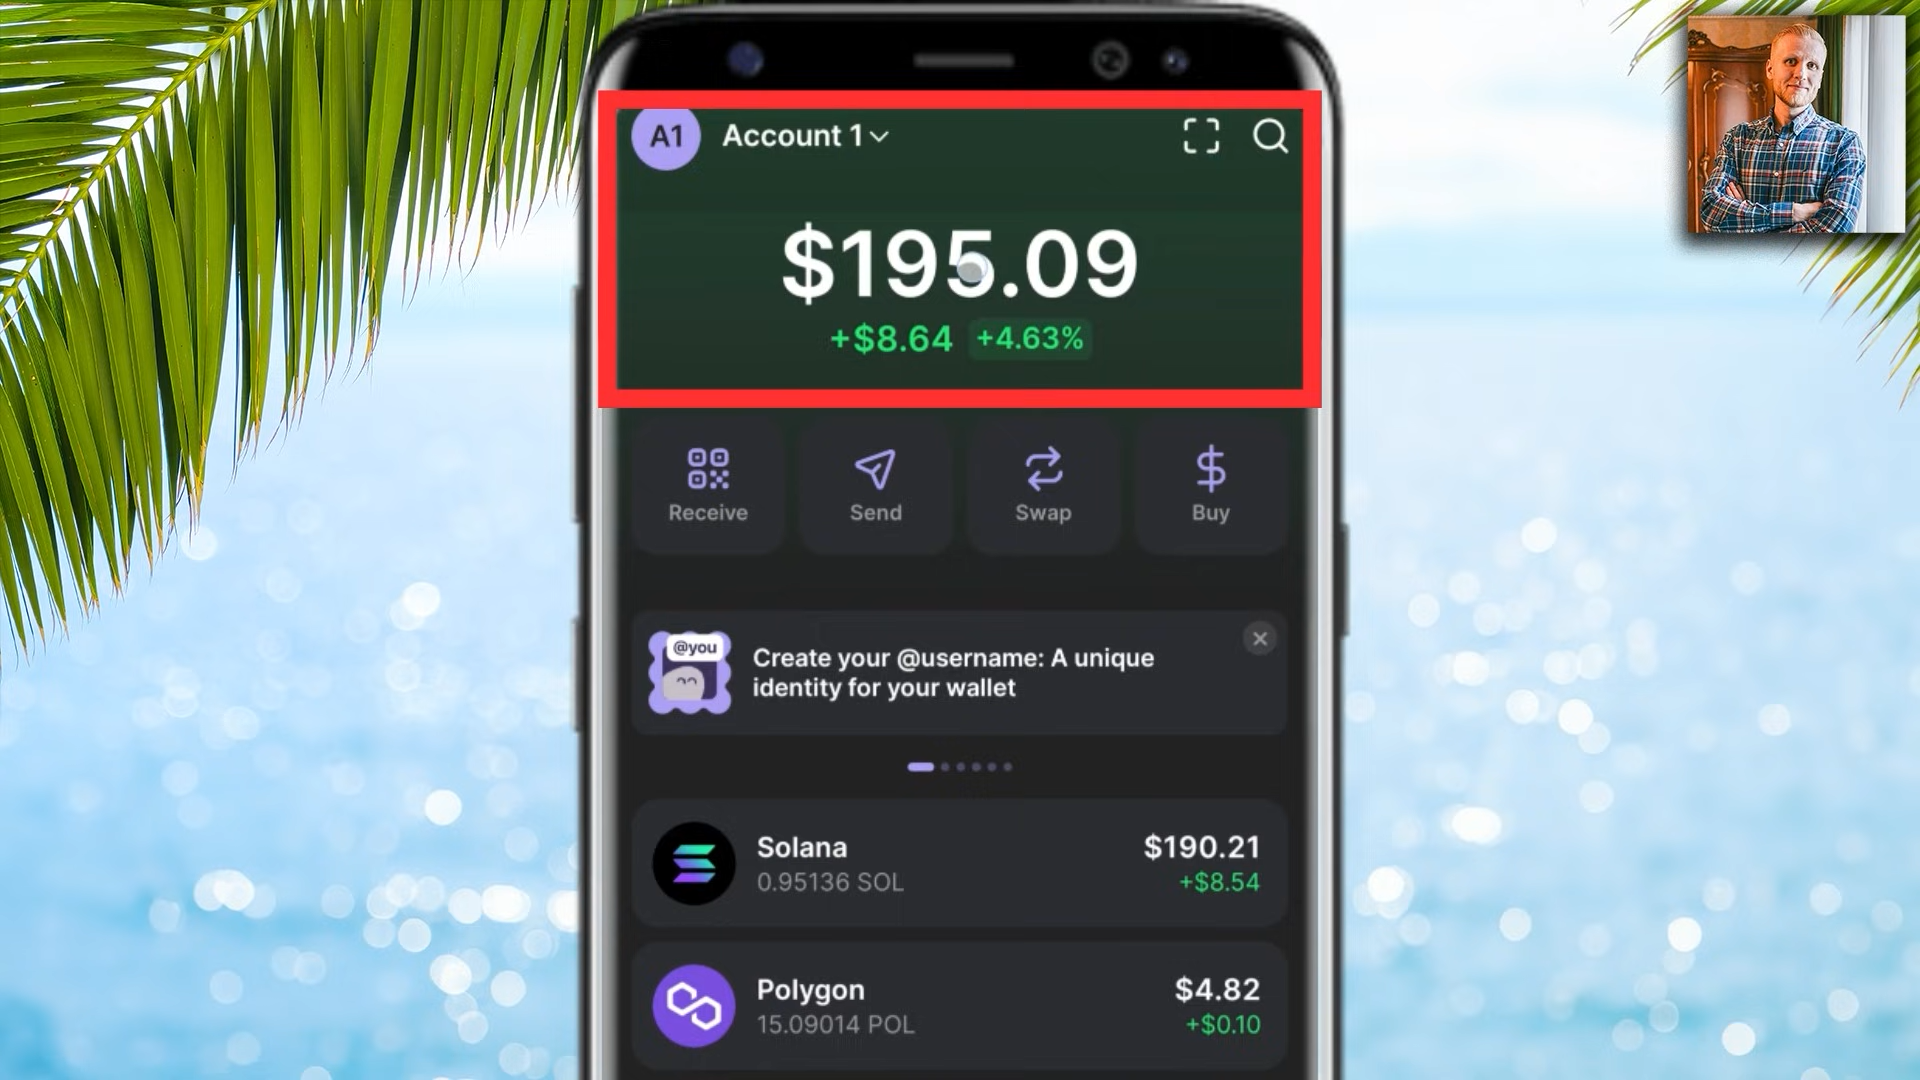 A1 Account 1
$195.09
+$8.64 +4.63%
Receive Send Swap Buy
@you
Create your @username: A unique
identity for your wallet
Solana $190.21
0.95136 SOL +$8.54
Polygon $4.82
15.09014 POL +$0.10